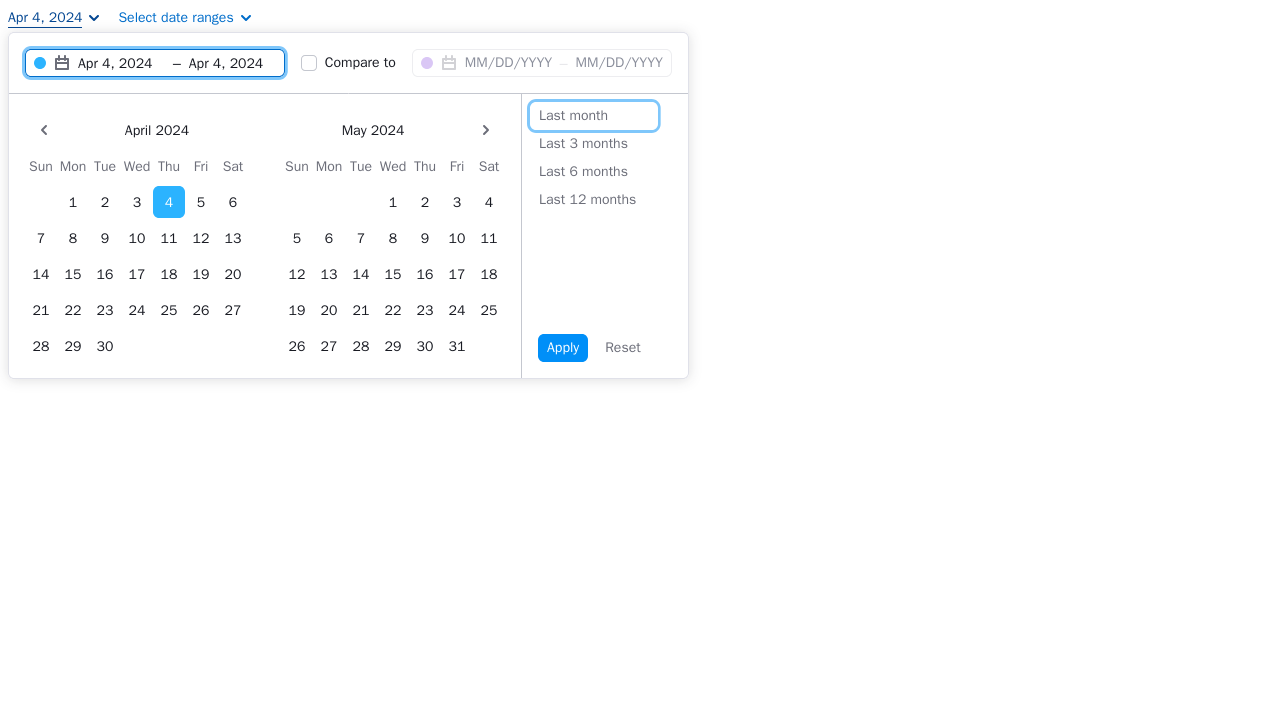 Apr 4, 2024 Select date ranges
Apr 4, 2024 – Apr 4, 2024 Compare to MM/DD/YYYY – MM/DD/YYYY
April 2024
Sun Mon Tue Wed Thu Fri Sat
1 2 3 4 5 6
7 8 9 10 11 12 13
14 15 16 17 18 19 20
21 22 23 24 25 26 27
28 29 30
May 2024
Sun Mon Tue Wed Thu Fri Sat
1 2 3 4
5 6 7 8 9 10 11
12 13 14 15 16 17 18
19 20 21 22 23 24 25
26 27 28 29 30 31
Last month
Last 3 months
Last 6 months
Last 12 months
Apply Reset